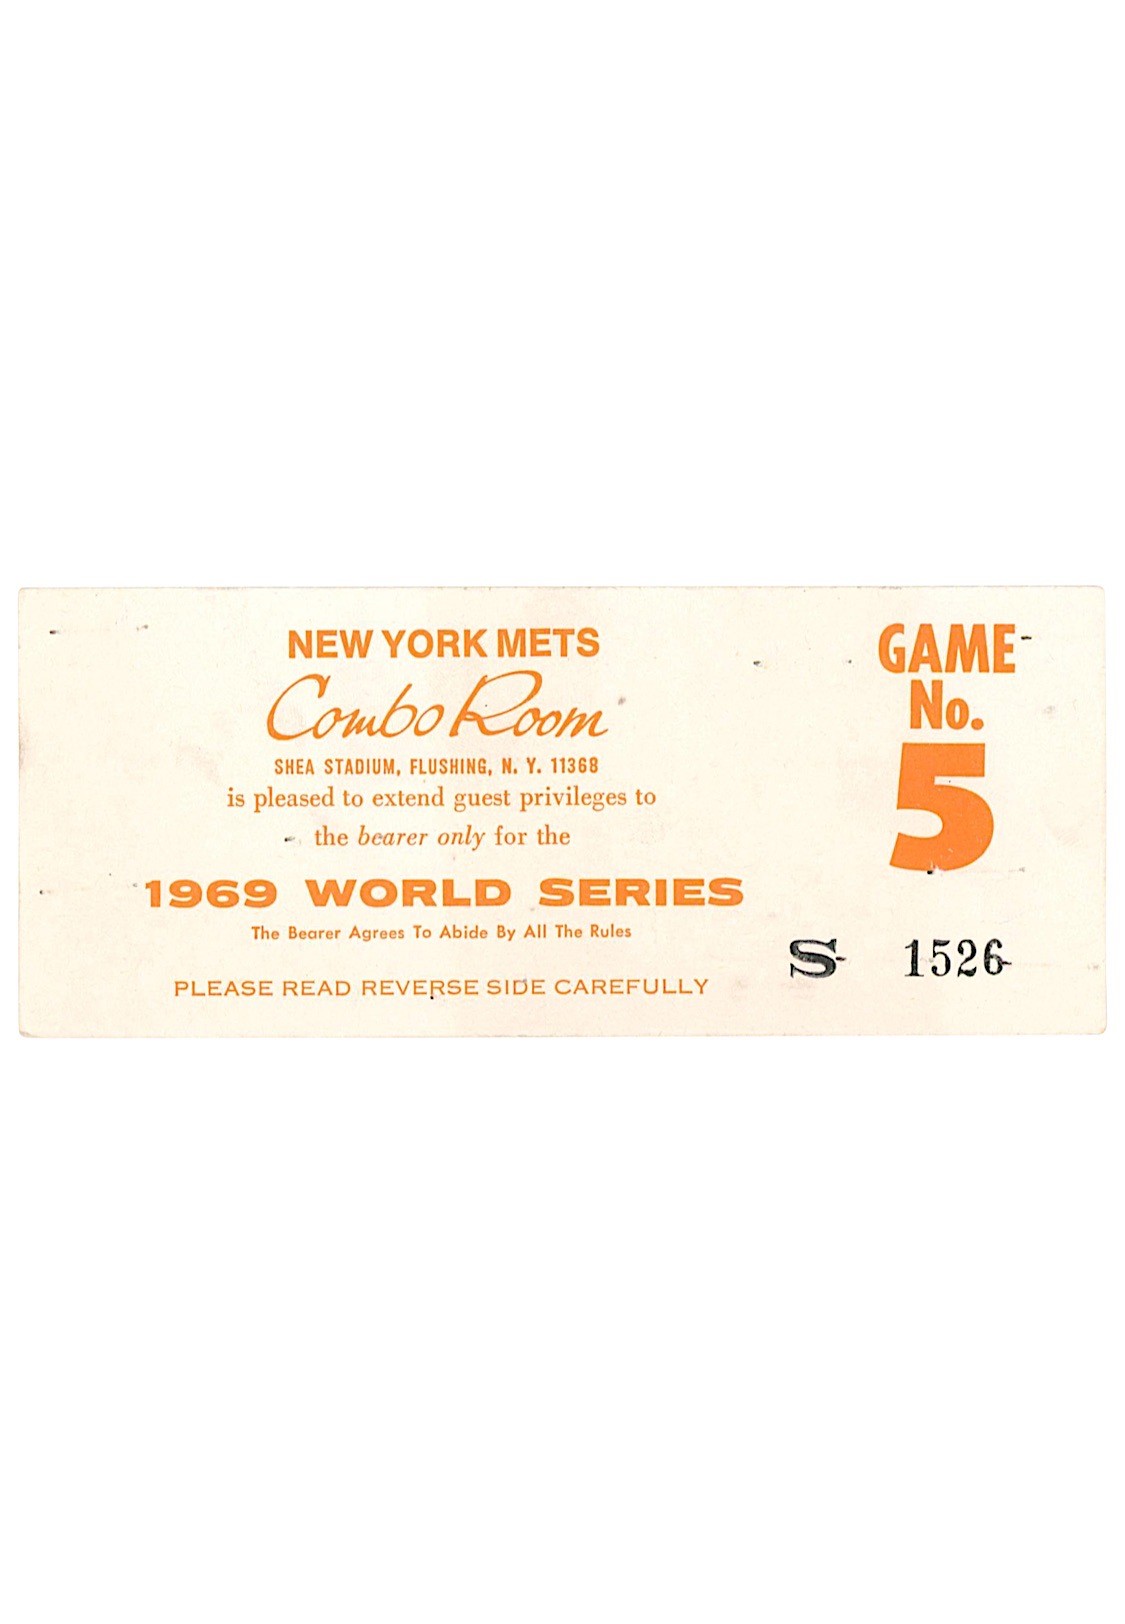 NEW YORK METS
Combo Room
SHEA STADIUM, FLUSHING, N. Y. 11368
is pleased to extend guest privileges to
the bearer only for the
1969 WORLD SERIES
The Bearer Agrees To Abide By All The Rules
PLEASE READ REVERSE SIDE CAREFULLY
GAME
No.
5
S 1526